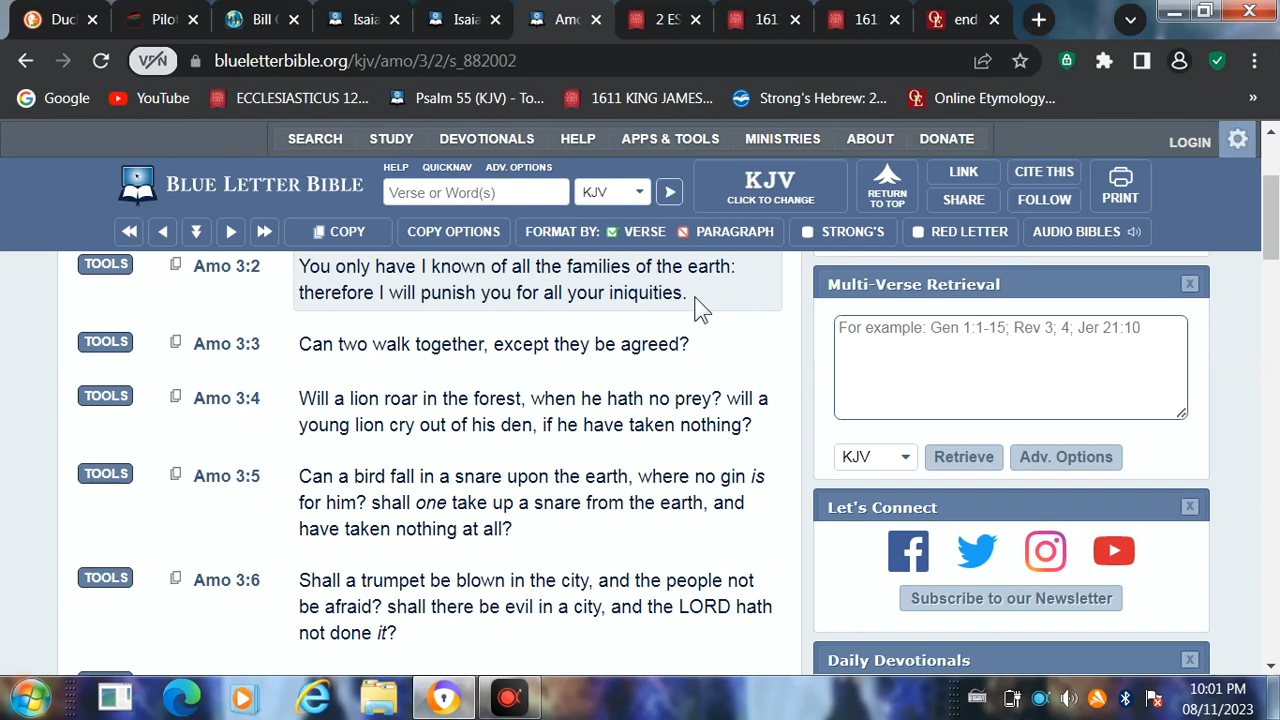 Duc
Pilot
Bill C
Isaia
Isaia
Amo
2 ES
161
161
end
VPN
blueletterbible.org/kjv/amo/3/2/s_882002
Google
YouTube
ECCLESIASTICUS 12...
Psalm 55 (KJV) - To...
1611 KING JAMES...
Strong's Hebrew: 2...
Online Etymology...
»
SEARCH STUDY DEVOTIONALS HELP APPS & TOOLS MINISTRIES ABOUT DONATE
LOGIN
BLUE LETTER BIBLE
HELP QUICKNAV ADV. OPTIONS
Verse or Word(s)
KJV
KJV
CLICK TO CHANGE
RETURN
TO TOP
LINK
CITE THIS
SHARE
FOLLOW
PRINT
COPY
COPY OPTIONS
FORMAT BY: VERSE PARAGRAPH
STRONG'S
RED LETTER
AUDIO BIBLES
TOOLS Amo 3:2 You only have I known of all the families of the earth:
therefore I will punish you for all your iniquities.
TOOLS Amo 3:3 Can two walk together, except they be agreed?
TOOLS Amo 3:4 Will a lion roar in the forest, when he hath no prey? will a
young lion cry out of his den, if he have taken nothing?
TOOLS Amo 3:5 Can a bird fall in a snare upon the earth, where no gin is
for him? shall one take up a snare from the earth, and
have taken nothing at all?
TOOLS Amo 3:6 Shall a trumpet be blown in the city, and the people not
be afraid? shall there be evil in a city, and the LORD hath
not done it?
Multi-Verse Retrieval
For example: Gen 1:1-15; Rev 3; 4; Jer 21:10
KJV
Retrieve
Adv. Options
Let's Connect
Subscribe to our Newsletter
Daily Devotionals
10:01 PM
08/11/2023